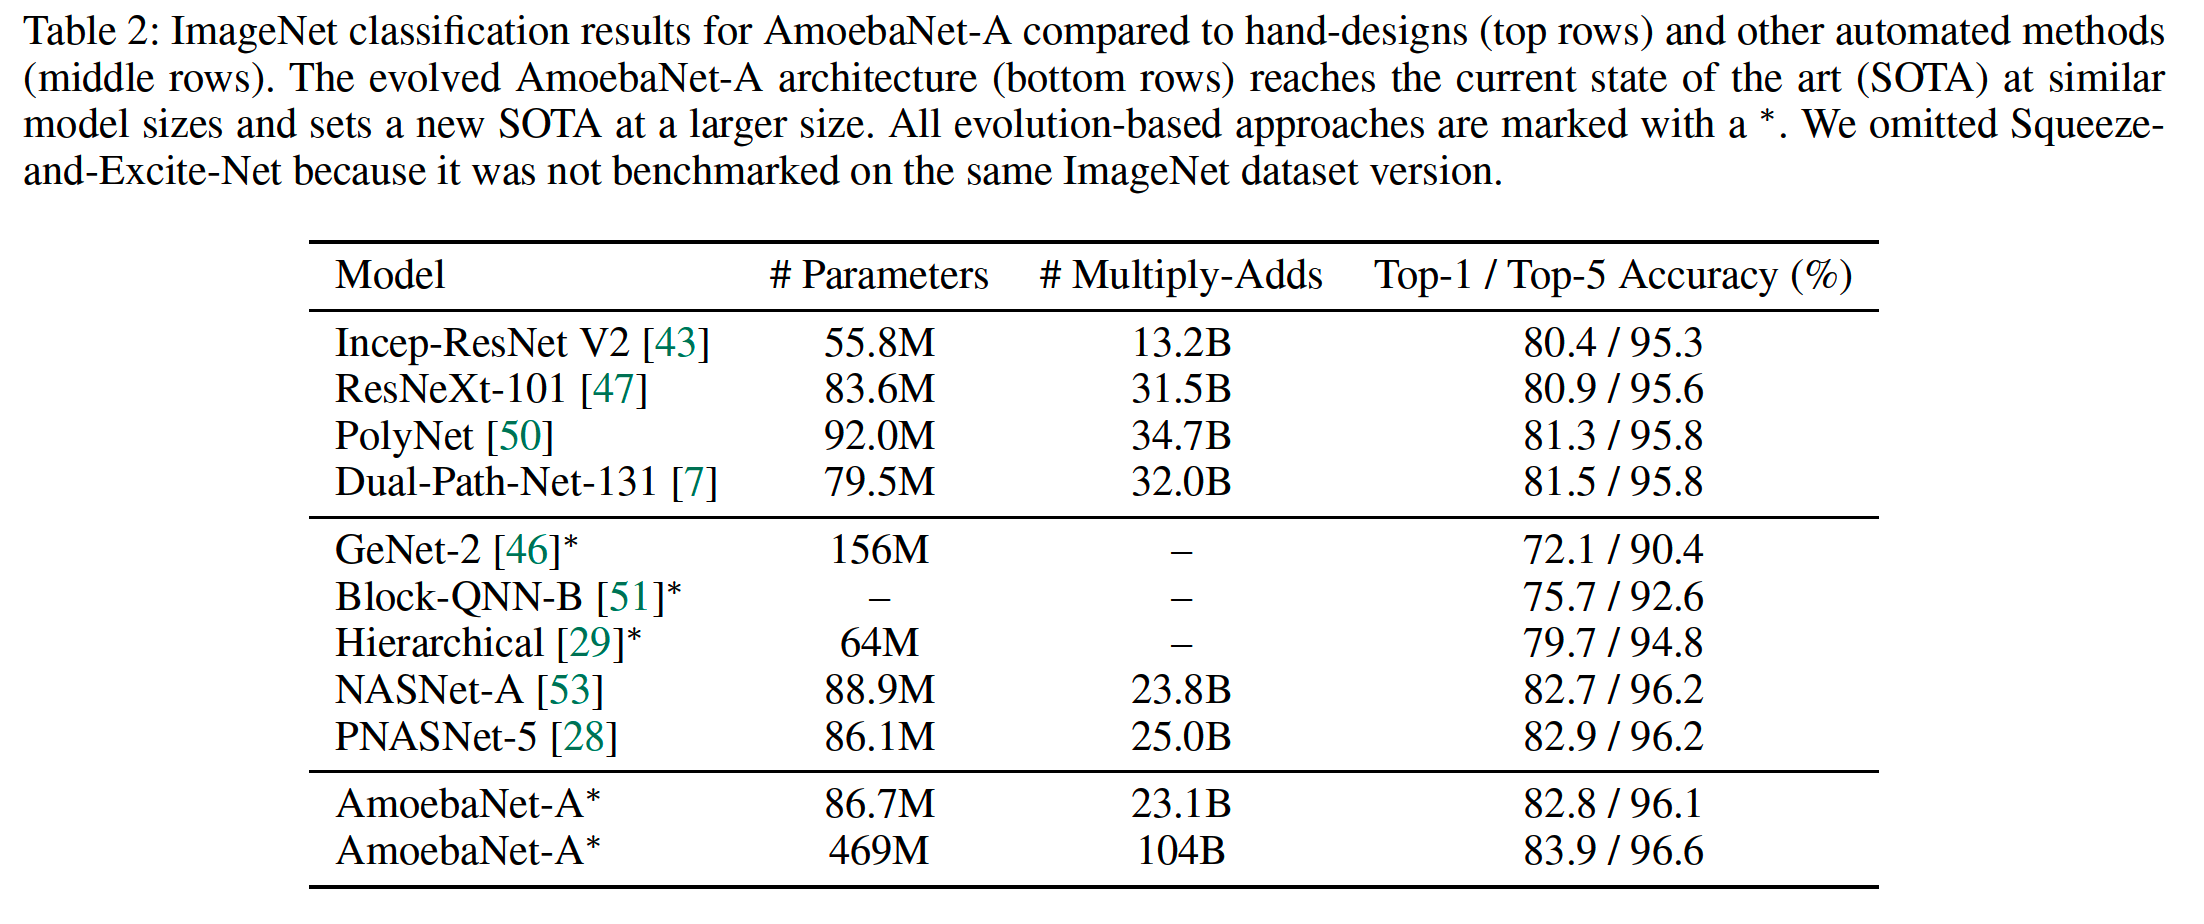 Table 2: ImageNet classification results for AmoebaNet-A compared to hand-designs (top rows) and other automated methods
(middle rows). The evolved AmoebaNet-A architecture (bottom rows) reaches the current state of the art (SOTA) at similar
model sizes and sets a new SOTA at a larger size. All evolution-based approaches are marked with a *. We omitted Squeeze-
and-Excite-Net because it was not benchmarked on the same ImageNet dataset version.
Model # Parameters # Multiply-Adds Top-1 / Top-5 Accuracy (%)
Incep-ResNet V2 [43] 55.8M 13.2B 80.4 / 95.3
ResNeXt-101 [47] 83.6M 31.5B 80.9 / 95.6
PolyNet [50] 92.0M 34.7B 81.3 / 95.8
Dual-Path-Net-131 [7] 79.5M 32.0B 81.5 / 95.8
GeNet-2 [46]* 156M – 72.1 / 90.4
Block-QNN-B [51]* – – 75.7 / 92.6
Hierarchical [29]* 64M – 79.7 / 94.8
NASNet-A [53] 88.9M 23.8B 82.7 / 96.2
PNASNet-5 [28] 86.1M 25.0B 82.9 / 96.2
AmoebaNet-A* 86.7M 23.1B 82.8 / 96.1
AmoebaNet-A* 469M 104B 83.9 / 96.6